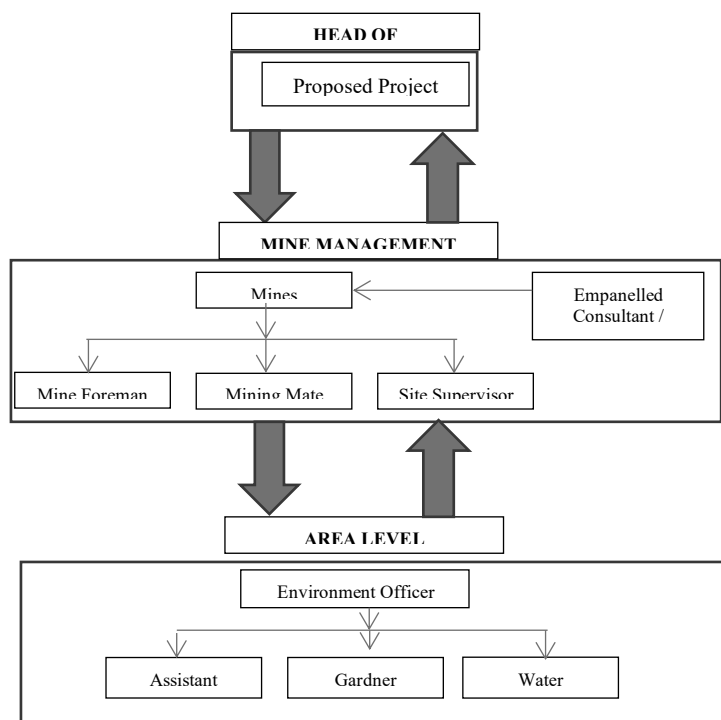 HEAD OF
Proposed Project
MINE MANAGEMENT
Mines
Empanelled
Consultant /
Mine Foreman
Mining Mate
Site Supervisor
AREA LEVEL
Environment Officer
Assistant
Gardner
Water